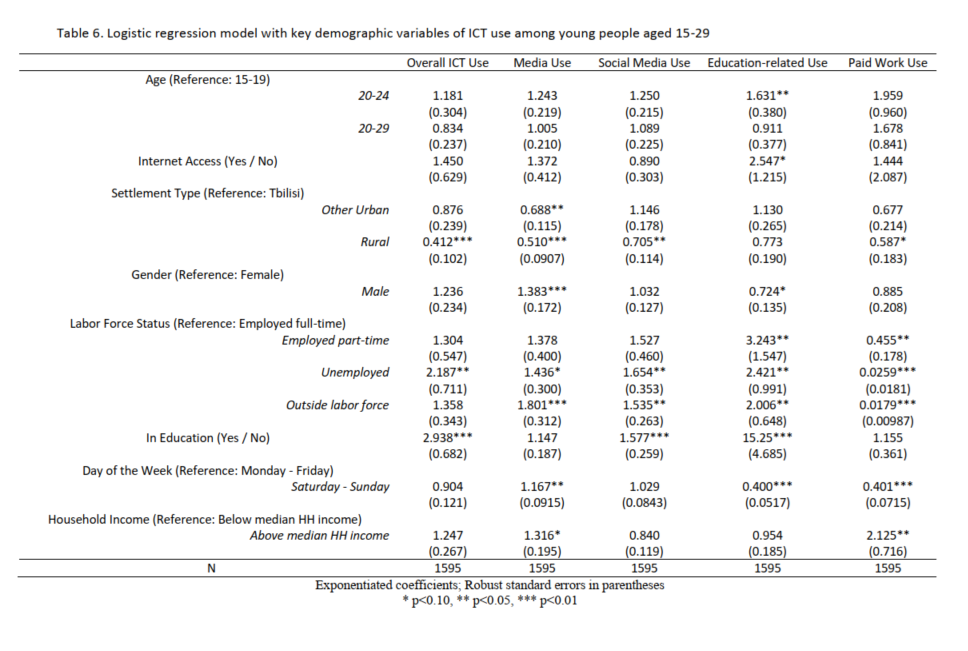 Table 6. Logistic regression model with key demographic variables of ICT use among young people aged 15-29
Overall ICT Use Media Use Social Media Use Education-related Use Paid Work Use
Age (Reference: 15-19)
20-24 1.181 1.243 1.250 1.631** 1.959
(0.304) (0.219) (0.215) (0.380) (0.960)
20-29 0.834 1.005 1.089 0.911 1.678
(0.237) (0.210) (0.225) (0.377) (0.841)
Internet Access (Yes / No) 1.450 1.372 0.890 2.547* 1.444
(0.629) (0.412) (0.303) (1.215) (2.087)
Settlement Type (Reference: Tbilisi)
Other Urban 0.876 0.688** 1.146 1.130 0.677
(0.239) (0.115) (0.178) (0.265) (0.214)
Rural 0.412*** 0.510*** 0.705** 0.773 0.587*
(0.102) (0.0907) (0.114) (0.190) (0.183)
Gender (Reference: Female)
Male 1.236 1.383*** 1.032 0.724* 0.885
(0.234) (0.172) (0.127) (0.135) (0.208)
Labor Force Status (Reference: Employed full-time)
Employed part-time 1.304 1.378 1.527 3.243** 0.455**
(0.547) (0.400) (0.460) (1.547) (0.178)
Unemployed 2.187** 1.436* 1.654** 2.421** 0.0259***
(0.711) (0.300) (0.353) (0.991) (0.0181)
Outside labor force 1.358 1.801*** 1.535** 2.006** 0.0179***
(0.343) (0.312) (0.263) (0.648) (0.00987)
In Education (Yes / No) 2.938*** 1.147 1.577*** 15.25*** 1.155
(0.682) (0.187) (0.259) (4.685) (0.361)
Day of the Week (Reference: Monday - Friday)
Saturday - Sunday 0.904 1.167** 1.029 0.400*** 0.401***
(0.121) (0.0915) (0.0843) (0.0517) (0.0715)
Household Income (Reference: Below median HH income)
Above median HH income 1.247 1.316* 0.840 0.954 2.125**
(0.267) (0.195) (0.119) (0.185) (0.716)
N 1595 1595 1595 1595 1595
Exponentiated coefficients; Robust standard errors in parentheses
* p<0.10, ** p<0.05, *** p<0.01